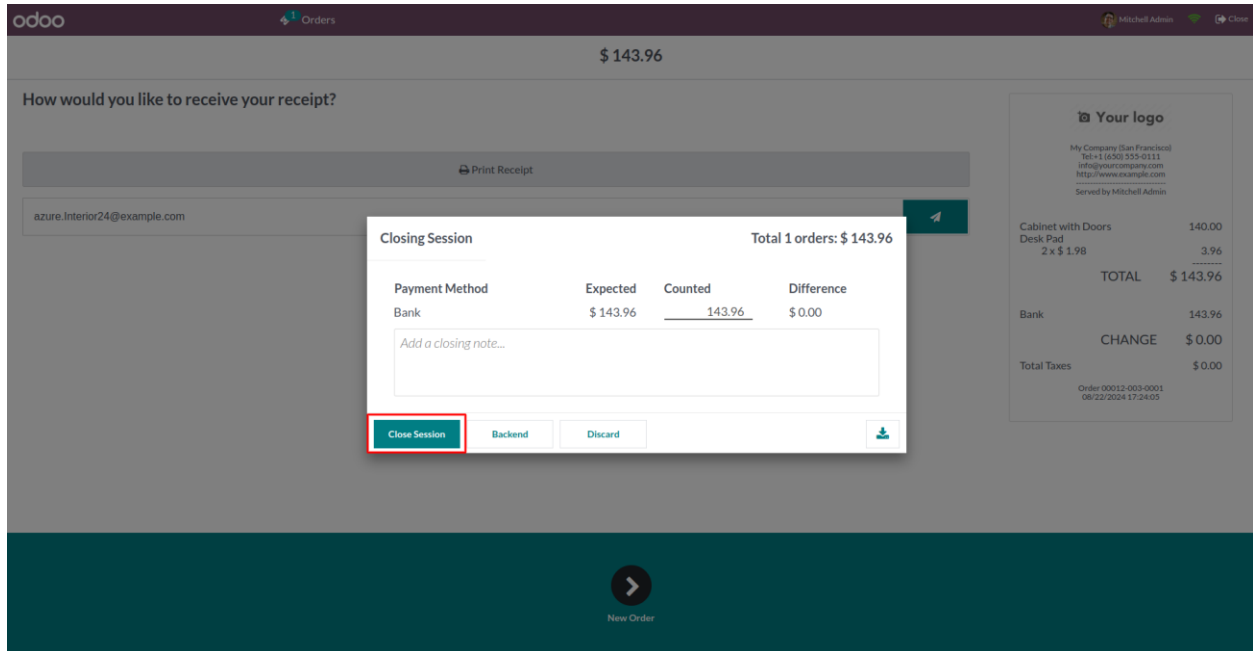 odoo
1 Orders
Mitchell Admin
Close
$ 143.96
How would you like to receive your receipt?
Print Receipt
azure.Interior24@example.com
Your logo
My Company (San Francisco)
Tel:+1 (650) 555-0111
info@yourcompany.com
http://www.example.com
--------------------------------
Served by Mitchell Admin
Cabinet with Doors 140.00
Desk Pad
2 x $ 1.98 3.96
--------
TOTAL $ 143.96
Bank 143.96
CHANGE $ 0.00
Total Taxes $ 0.00
Order 00012-003-0001
08/22/2024 17:24:05
Closing Session Total 1 orders: $ 143.96
Payment Method Expected Counted Difference
Bank $ 143.96 143.96 $ 0.00
Add a closing note...
Close Session Backend Discard
New Order